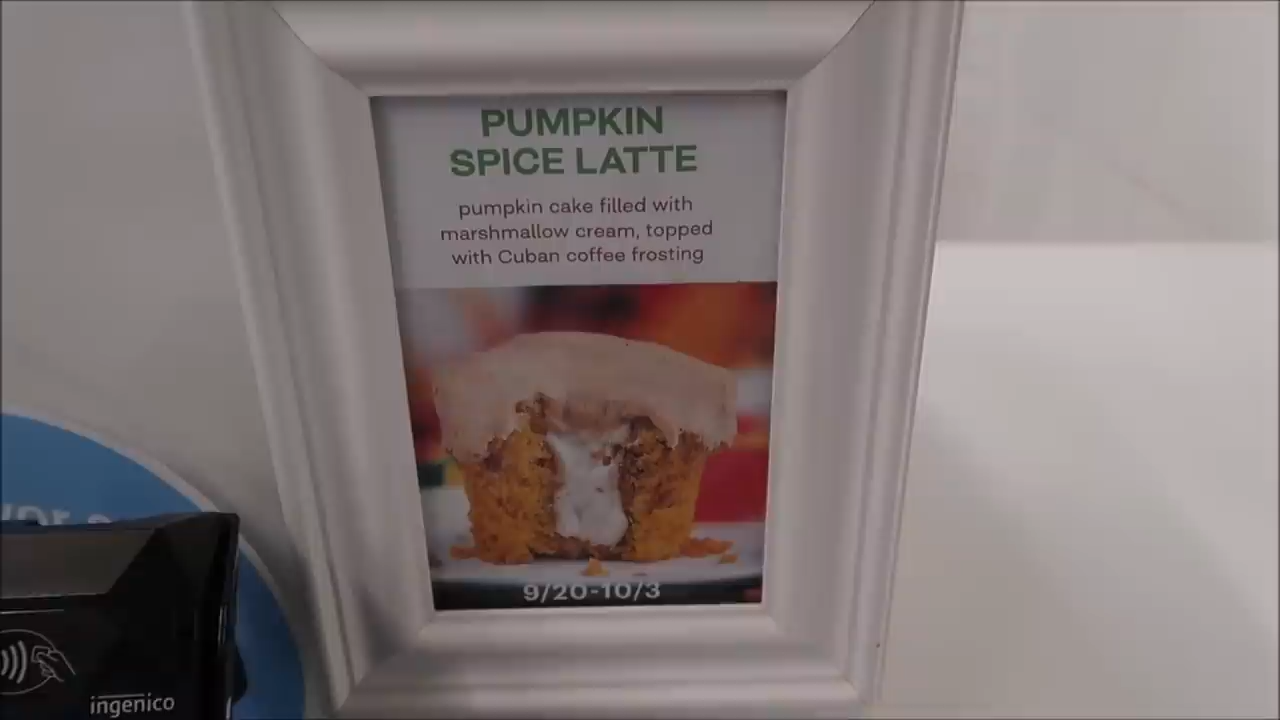 PUMPKIN
SPICE LATTE
pumpkin cake filled with
marshmallow cream, topped
with Cuban coffee frosting
9/20-10/3
ingenico